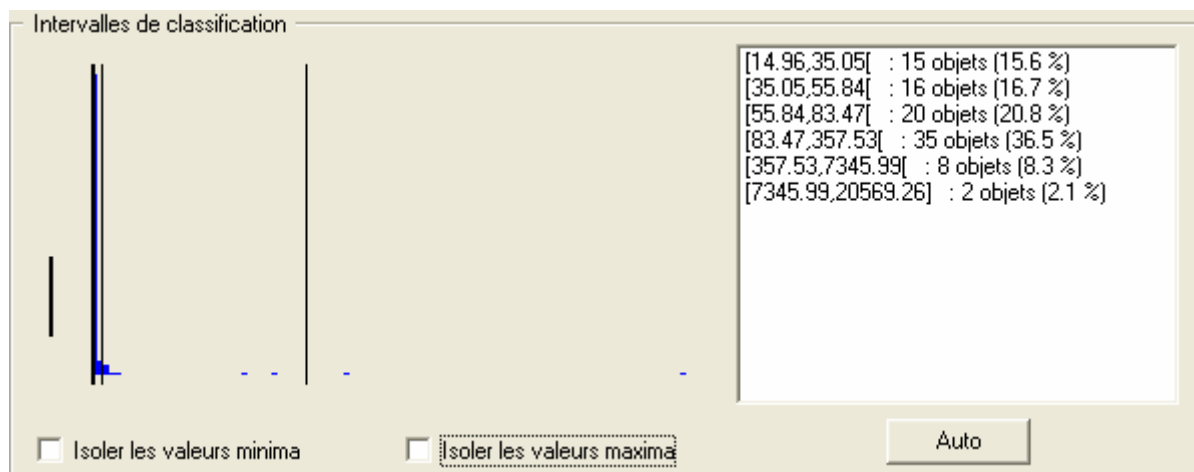 Intervalles de classification
[14.96,35.05[ : 15 objets (15.6 %)
[35.05,55.84[ : 16 objets (16.7 %)
[55.84,83.47[ : 20 objets (20.8 %)
[83.47,357.53[ : 35 objets (36.5 %)
[357.53,7345.99[ : 8 objets (8.3 %)
[7345.99,20569.26] : 2 objets (2.1 %)
Isoler les valeurs minima
Isoler les valeurs maxima
Auto